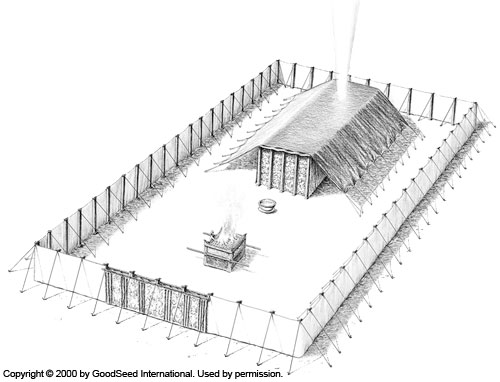 Copyright © 2000 by GoodSeed International. Used by permission.